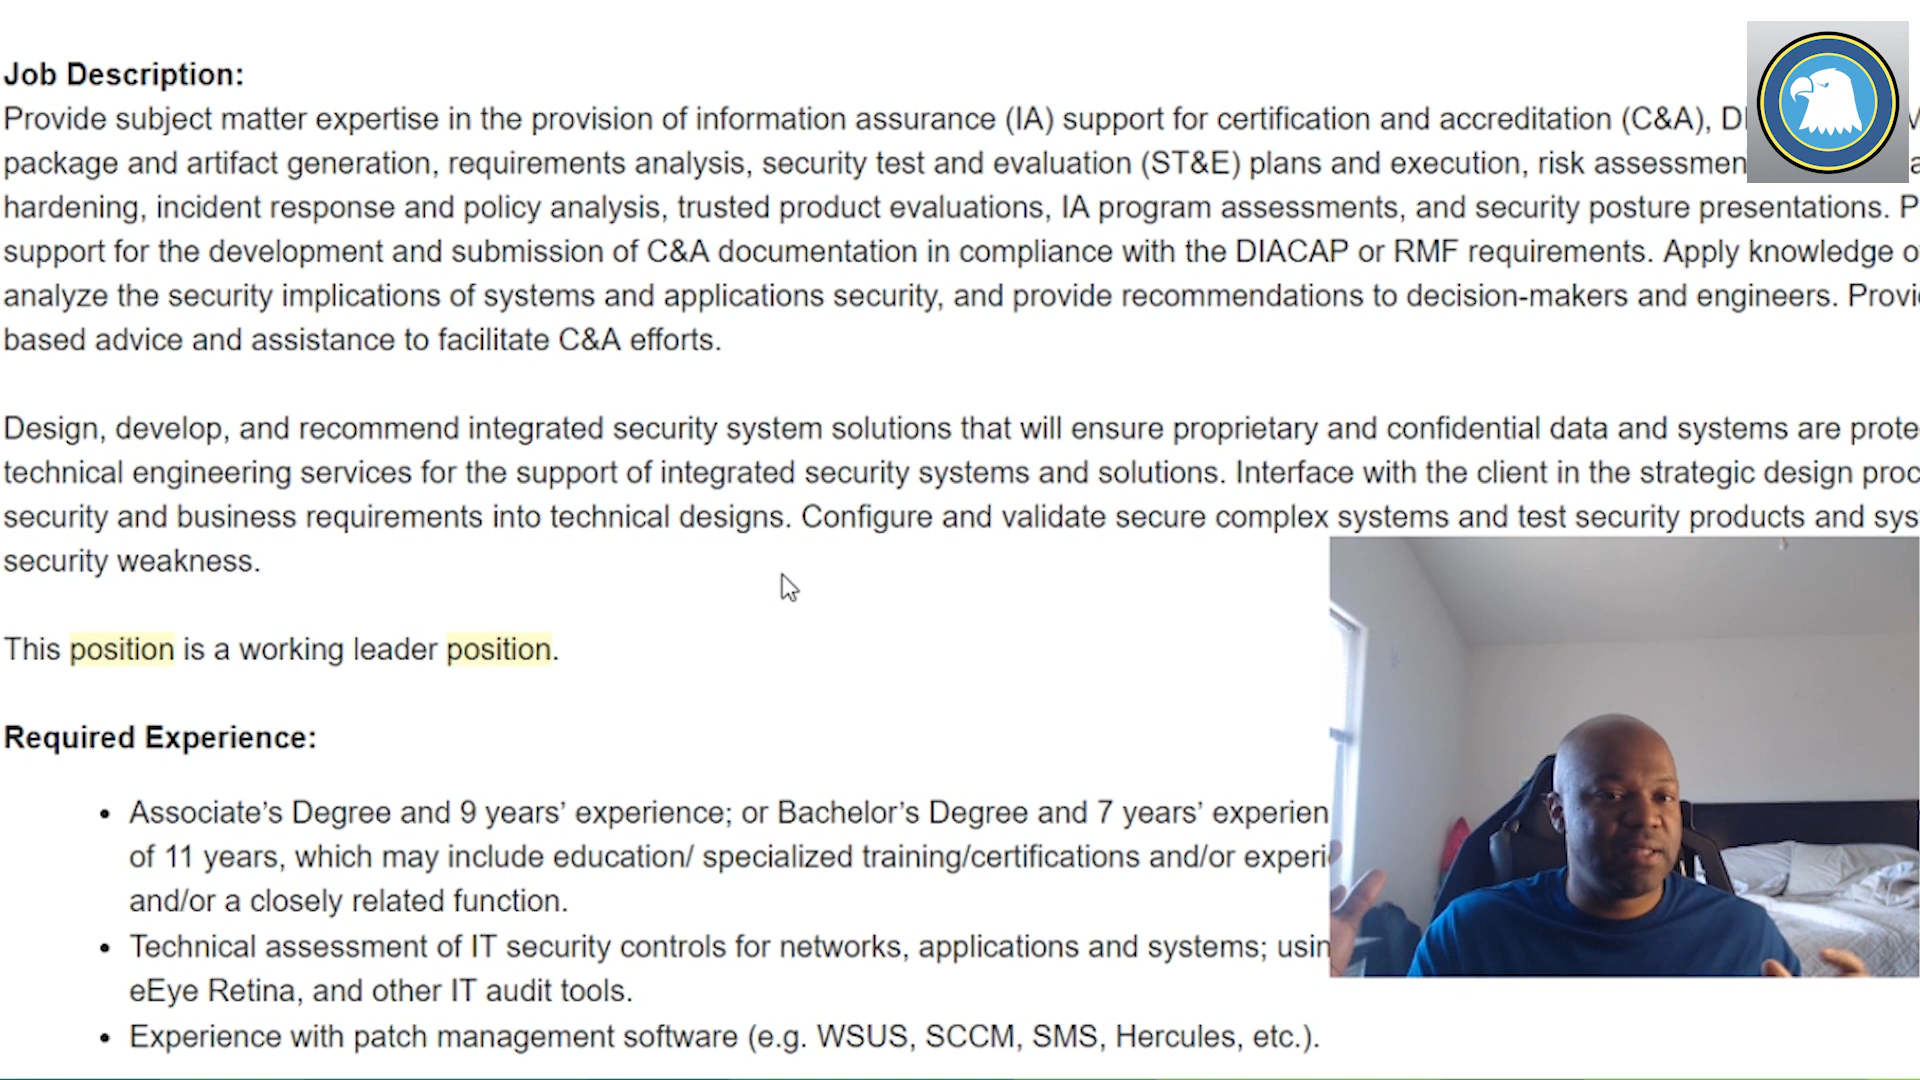 Job Description:
Provide subject matter expertise in the provision of information assurance (IA) support for certification and accreditation (C&A),
package and artifact generation, requirements analysis, security test and evaluation (ST&E) plans and execution, risk
hardening, incident response and policy analysis, trusted product evaluations, IA program assessments, and security posture presentations.
support for the development and submission of C&A documentation in compliance with the DIACAP or RMF requirements. Apply knowledge
analyze the security implications of systems and applications security, and provide recommendations to decision-makers and engineers.
based advice and assistance to facilitate C&A efforts.
Design, develop, and recommend integrated security system solutions that will ensure proprietary and confidential data and systems are
technical engineering services for the support of integrated security systems and solutions. Interface with the client in the strategic design
security and business requirements into technical designs. Configure and validate secure complex systems and test security products and
security weakness.
This position is a working leader position.
Required Experience:
• Associate’s Degree and 9 years’ experience; or Bachelor’s Degree and 7 years’
of 11 years, which may include education/ specialized training/certifications and/or
and/or a closely related function.
• Technical assessment of IT security controls for networks, applications and systems;
eEye Retina, and other IT audit tools.
• Experience with patch management software (e.g. WSUS, SCCM, SMS, Hercules, etc.).